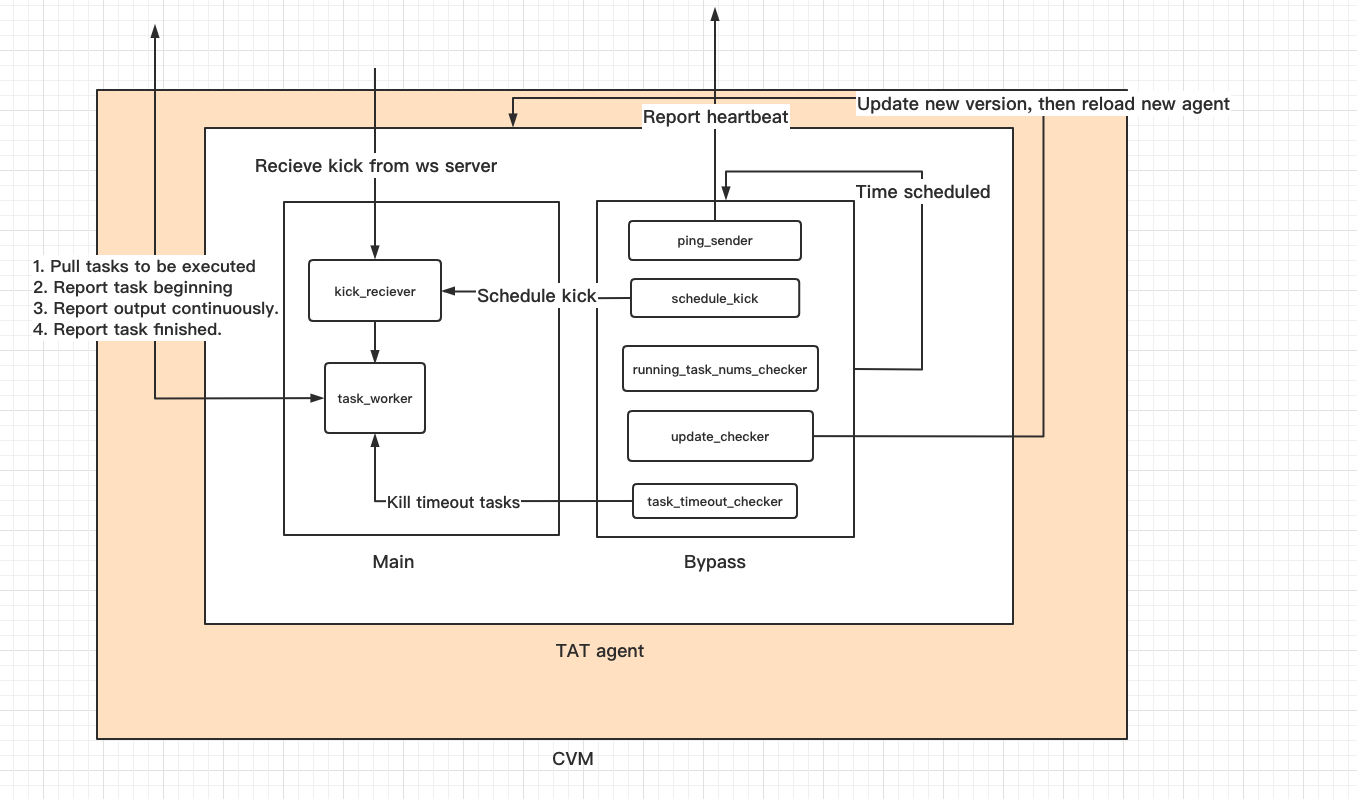 Update new version, then reload new agent
Report heartbeat
Recieve kick from ws server
Time scheduled
ping_sender
1. Pull tasks to be executed
2. Report task beginning
3. Report output continuously.
4. Report task finished.
kick_reciever
Schedule kick
schedule_kick
running_task_nums_checker
task_worker
update_checker
Kill timeout tasks
task_timeout_checker
Main
Bypass
TAT agent
CVM